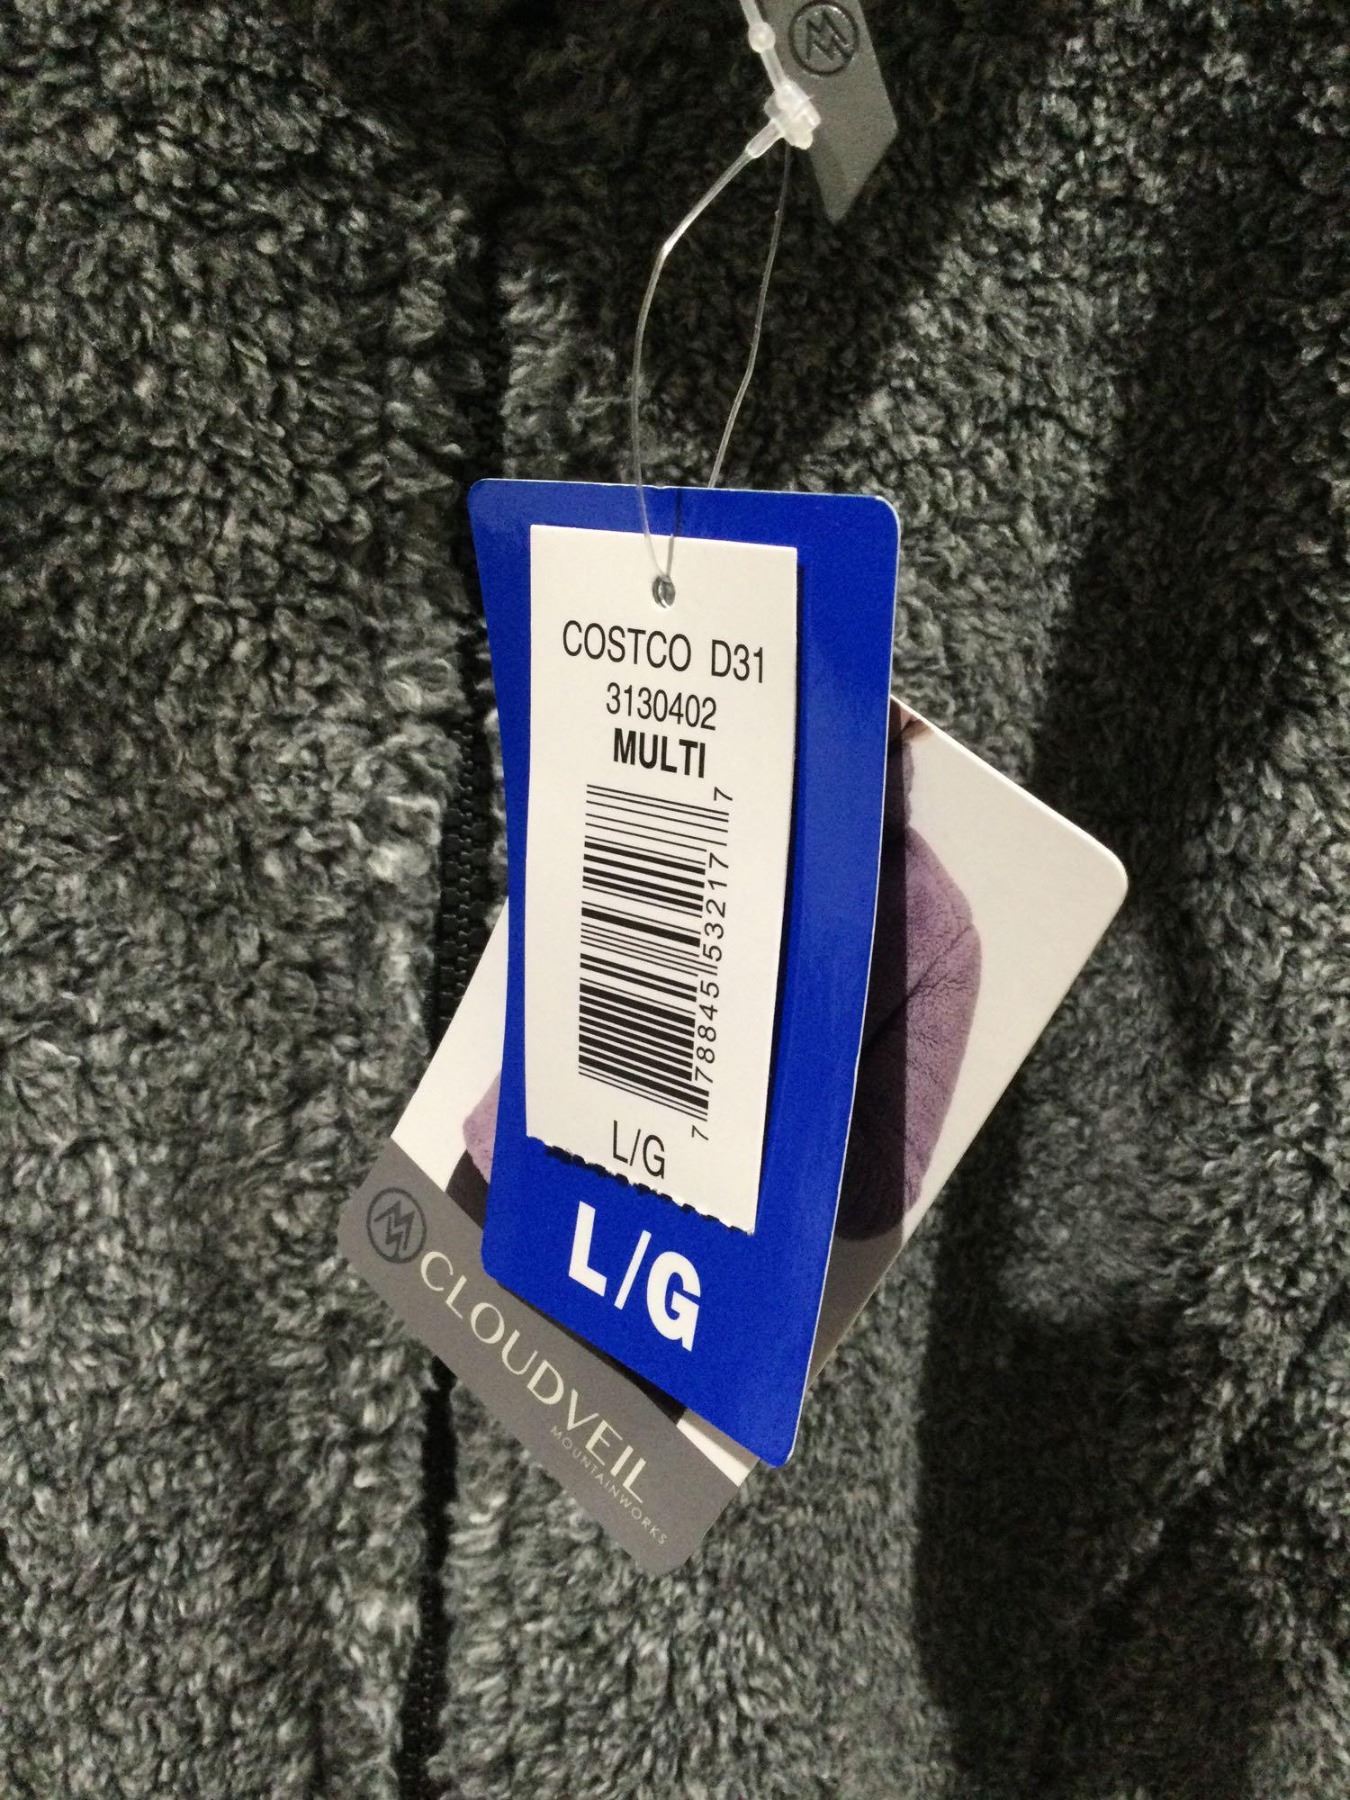 COSTCO D31
3130402
MULTI
7 78845 53217 7
L/G
L/G
CLOUDVEIL
MOUNTAINWORKS